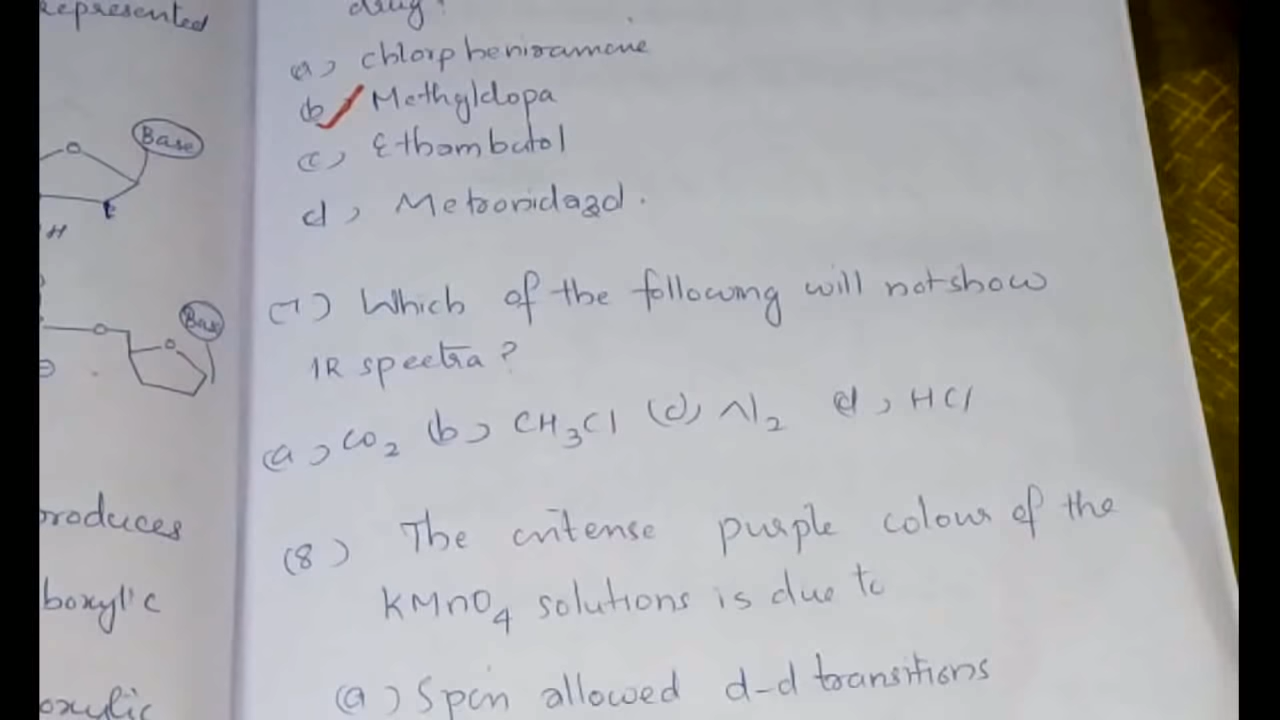 represented
Base
H
Base
produces
boxylic
oxylic
drug?
(a) chlorpheniramine
(b) Methyldopa
(c) Ethambutol
d) Metronidazol.
(7) Which of the following will not show
IR spectra?
(a) CO2 (b) CH3Cl (c) N2 d) HCl
(8) The intense purple colour of the
KMnO4 solutions is due to
(a) Spin allowed d-d transitions